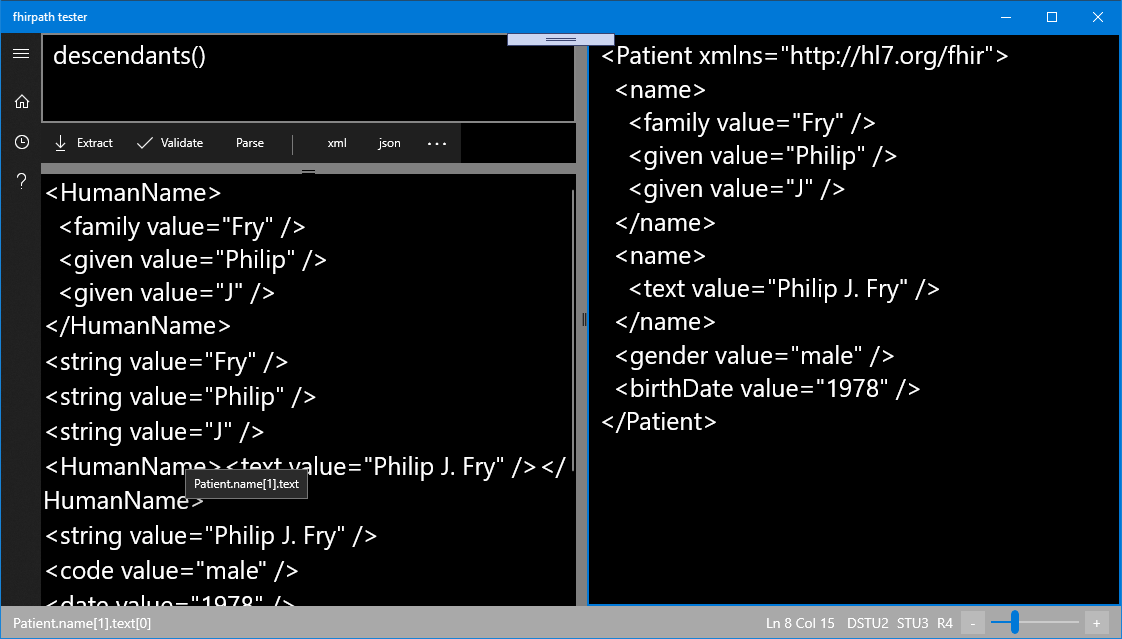 fhirpath tester
descendants()
Extract Validate Parse xml json ...
<HumanName>
<family value="Fry" />
<given value="Philip" />
<given value="J" />
</HumanName>
<string value="Fry" />
<string value="Philip" />
<string value="J" />
<HumanName><text value="Philip J. Fry" /></
HumanName>
Patient.name[1].text
<string value="Philip J. Fry" />
<code value="male" />
<date value="1978" />
<Patient xmlns="http://hl7.org/fhir">
<name>
<family value="Fry" />
<given value="Philip" />
<given value="J" />
</name>
<name>
<text value="Philip J. Fry" />
</name>
<gender value="male" />
<birthDate value="1978" />
</Patient>
Patient.name[1].text[0]
Ln 8 Col 15 DSTU2 STU3 R4 - +